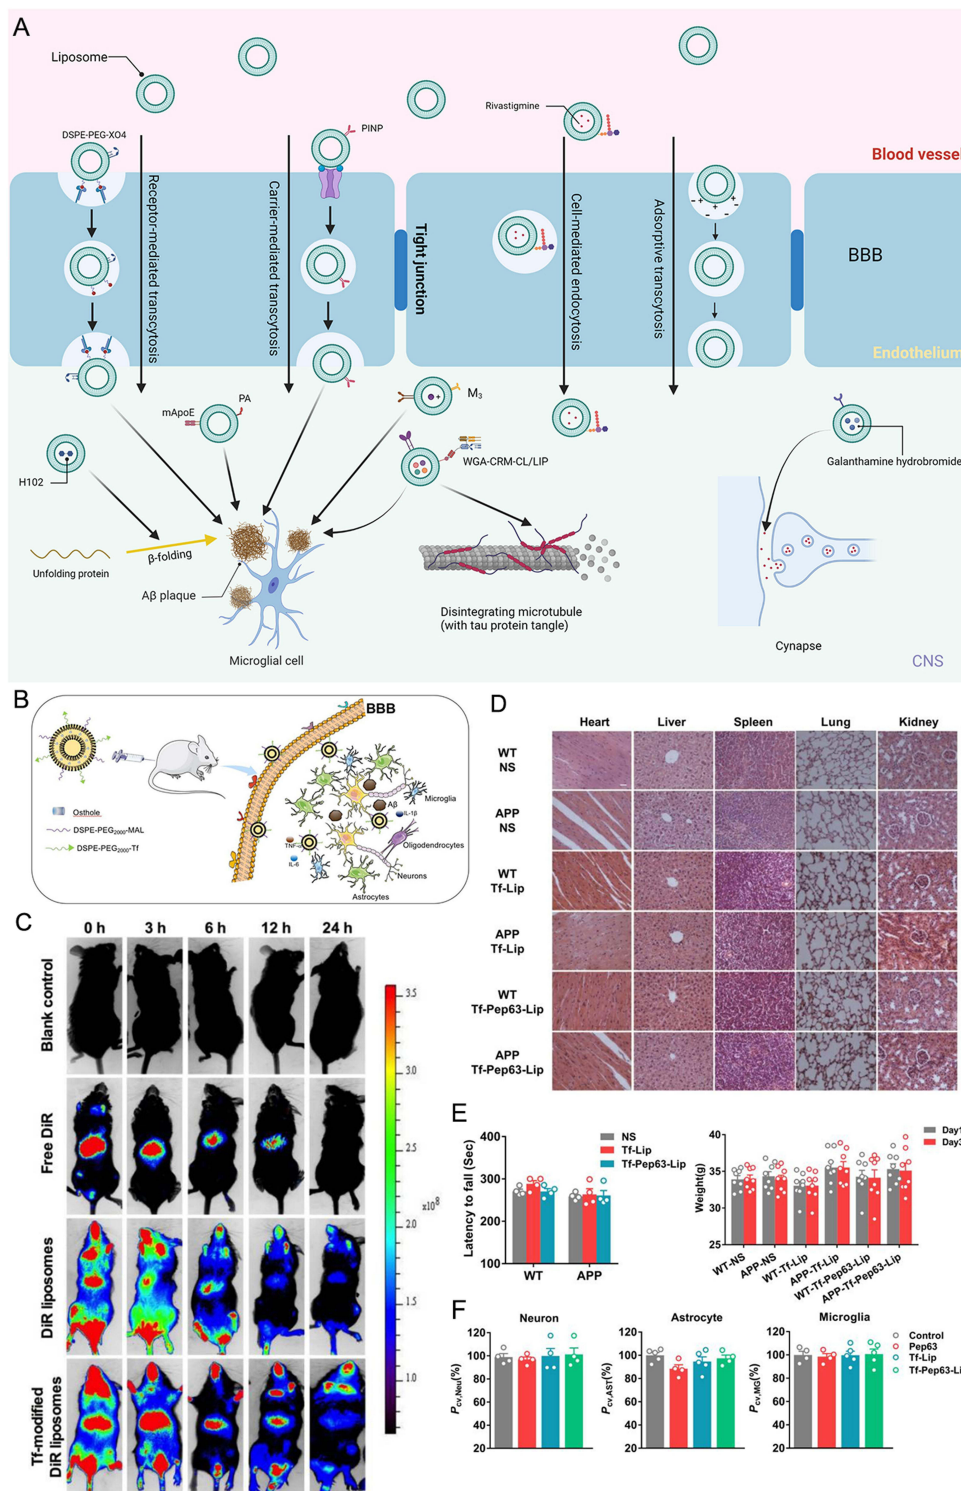 A
Liposome
DSPE-PEG-XO4
PINP
Rivastigmine
Blood vessel
Receptor-mediated transcytosis
Carrier-mediated transcytosis
Tight junction
Cell-mediated endocytosis
Adsorptive transcytosis
BBB
Endothelium
mApoE
PA
M3
WGA-CRM-CL/LIP
H102
Galanthamine hydrobromide
β-folding
Unfolding protein
Aβ plaque
Disintegrating microtubule
(with tau protein tangle)
Microglial cell
Cynapse
CNS
B
BBB
Osthole
DSPE-PEG2000-MAL
DSPE-PEG2000-Tf
Aβ
Microglia
IL-1β
TNF
IL-6
Oligodendrocytes
Neurons
Astrocytes
C
0 h 3 h 6 h 12 h 24 h
Blank control
Free DiR
DiR liposomes
Tf-modified
DiR liposomes
3.5
3.0
2.5
x10⁸
2.0
1.5
1.0
D
Heart Liver Spleen Lung Kidney
WT
NS
APP
NS
WT
Tf-Lip
APP
Tf-Lip
WT
Tf-Pep63-Lip
APP
Tf-Pep63-Lip
E
Latency to fall (Sec)
400
300
200
100
WT APP
NS
Tf-Lip
Tf-Pep63-Lip
Weight(g)
40
35
30
25
WT-NS
APP-NS
WT-Tf-Lip
APP-Tf-Lip
WT-Tf-Pep63-Lip
APP-Tf-Pep63-Lip
Day1
Day3
F
Neuron
Pcv,Neu(%)
120
100
80
60
40
20
Astrocyte
Pcv,AST(%)
120
100
80
60
40
20
Microglia
Pcv,MG(%)
120
100
80
60
40
20
Control
Pep63
Tf-Lip
Tf-Pep63-Li